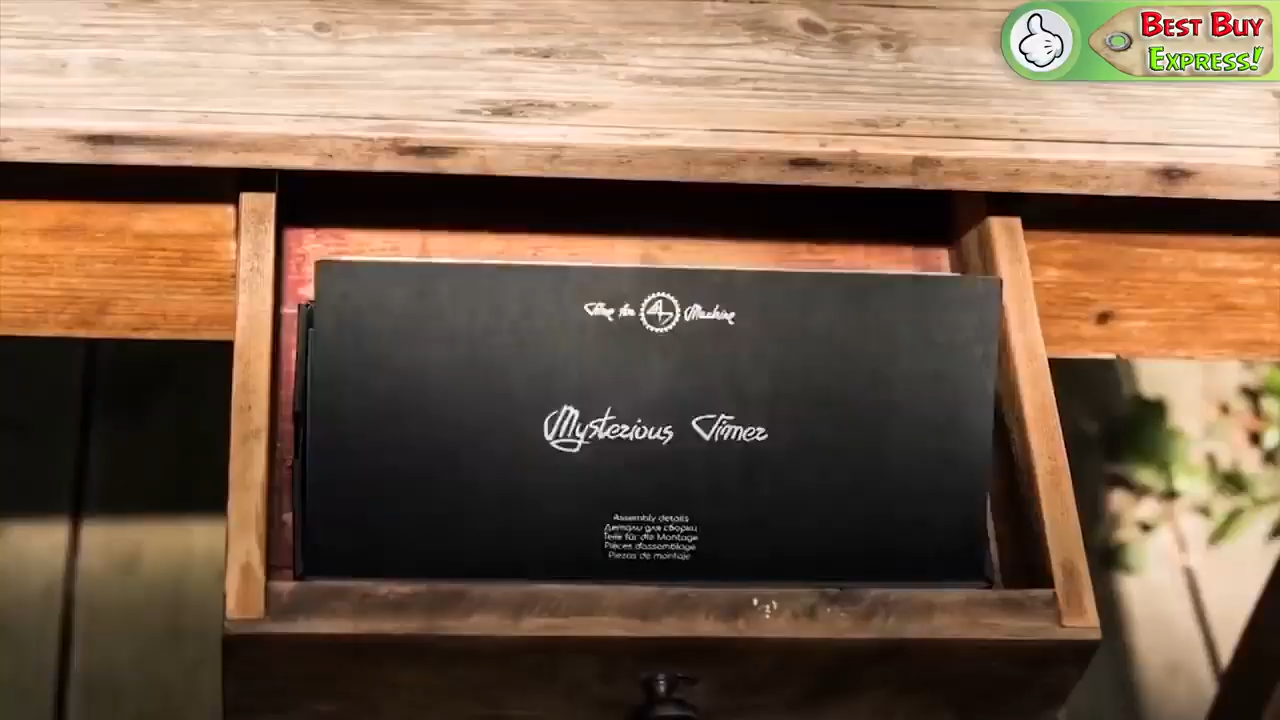 BEST BUY
EXPRESS!
Time for Machine
Mysterious Timer
Assembly details
Детали для сборки
Teile für die Montage
Pièces d'assemblage
Piezas de montaje